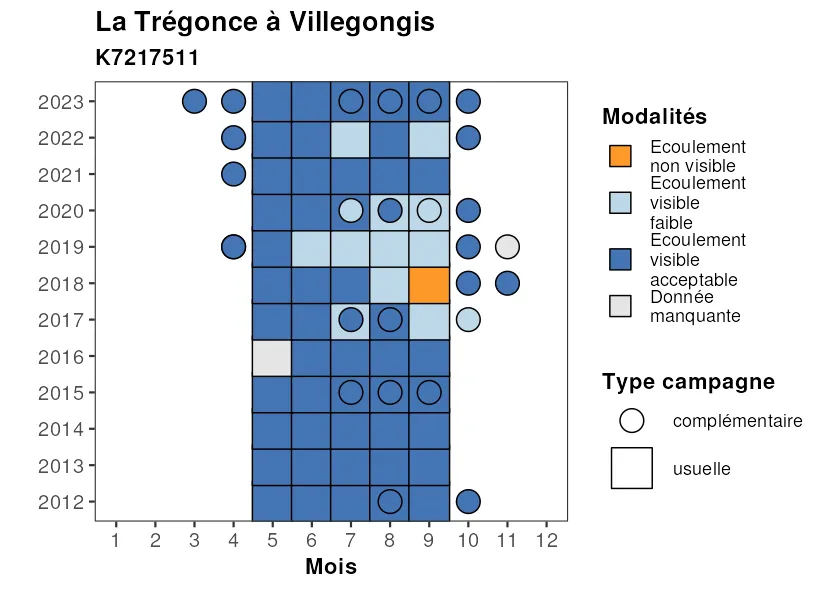 La Trégonce à Villegongis
K7217511
2023
2022
2021
2020
2019
2018
2017
2016
2015
2014
2013
2012
1 2 3 4 5 6 7 8 9 10 11 12
Mois
Modalités
Ecoulement
non visible
Ecoulement
visible
faible
Ecoulement
visible
acceptable
Donnée
manquante
Type campagne
complémentaire
usuelle